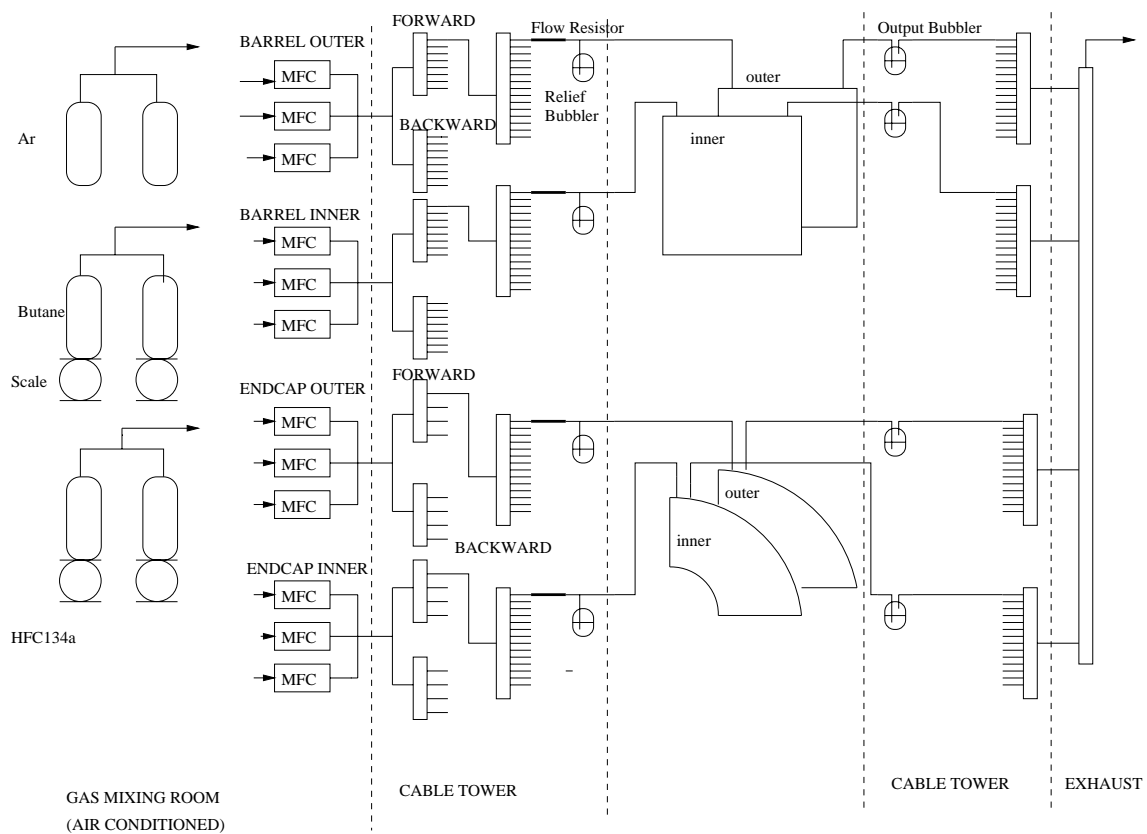 FORWARD
BARREL OUTER
Flow Resistor
Output Bubbler
MFC
MFC
MFC
Ar
BACKWARD
Relief
Bubbler
outer
inner
BARREL INNER
MFC
MFC
MFC
Butane
Scale
FORWARD
ENDCAP OUTER
MFC
MFC
MFC
outer
inner
BACKWARD
ENDCAP INNER
MFC
MFC
MFC
HFC134a
GAS MIXING ROOM
(AIR CONDITIONED)
CABLE TOWER
CABLE TOWER
EXHAUST